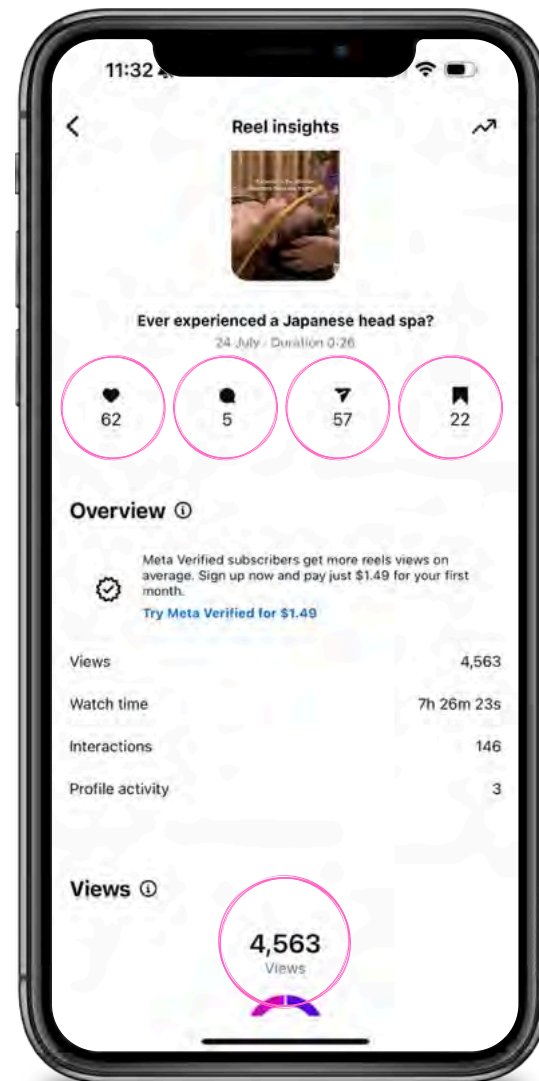 11:32
Reel insights
Ever experienced a Japanese head spa?
24 July · Duration 0:26
62
5
57
22
Overview
Meta Verified subscribers get more reels views on
average. Sign up now and pay just $1.49 for your first
month.
Try Meta Verified for $1.49
Views 4,563
Watch time 7h 26m 23s
Interactions 146
Profile activity 3
Views
4,563
Views